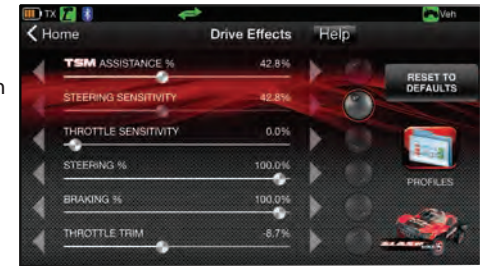 TX Veh
Home Drive Effects Help
TSM ASSISTANCE % 42.8%
STEERING SENSITIVITY 42.8%
THROTTLE SENSITIVITY 0.0%
STEERING % 100.0%
BRAKING % 100.0%
THROTTLE TRIM -8.7%
RESET TO
DEFAULTS
PROFILES
SLASH
n